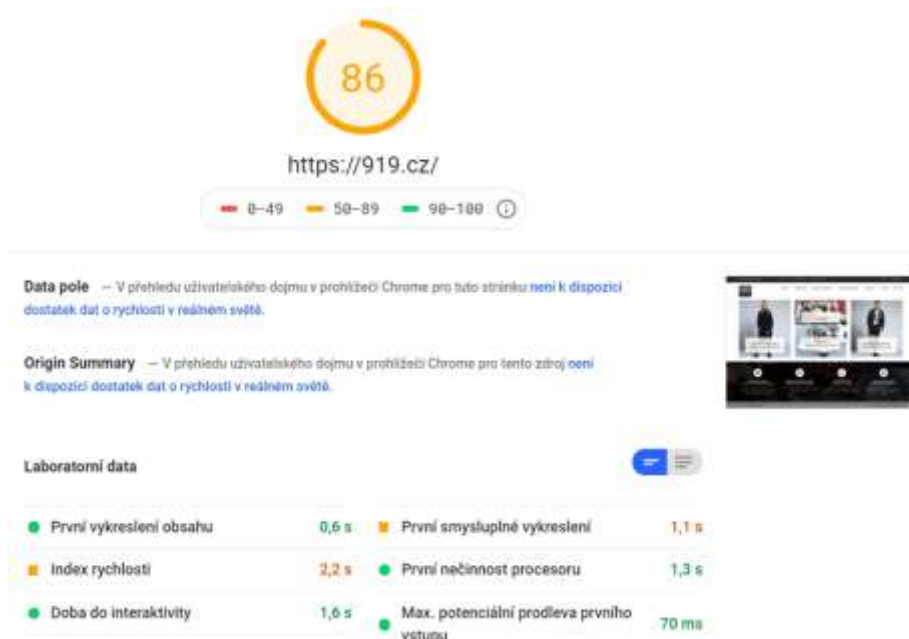 86
https://919.cz/
0–49 50–89 90–100
Data pole — V přehledu uživatelského dojmu v prohlížeči Chrome pro tuto stránku není k dispozici
dostatek dat o rychlosti v reálném světě.
Origin Summary — V přehledu uživatelského dojmu v prohlížeči Chrome pro tento zdroj není
k dispozici dostatek dat o rychlosti v reálném světě.
Laboratorní data
První vykreslení obsahu 0,6 s
První smysluplné vykreslení 1,1 s
Index rychlosti 2,2 s
První nečinnost procesoru 1,3 s
Doba do interaktivity 1,6 s
Max. potenciální prodleva prvního
vstupu 70 ms